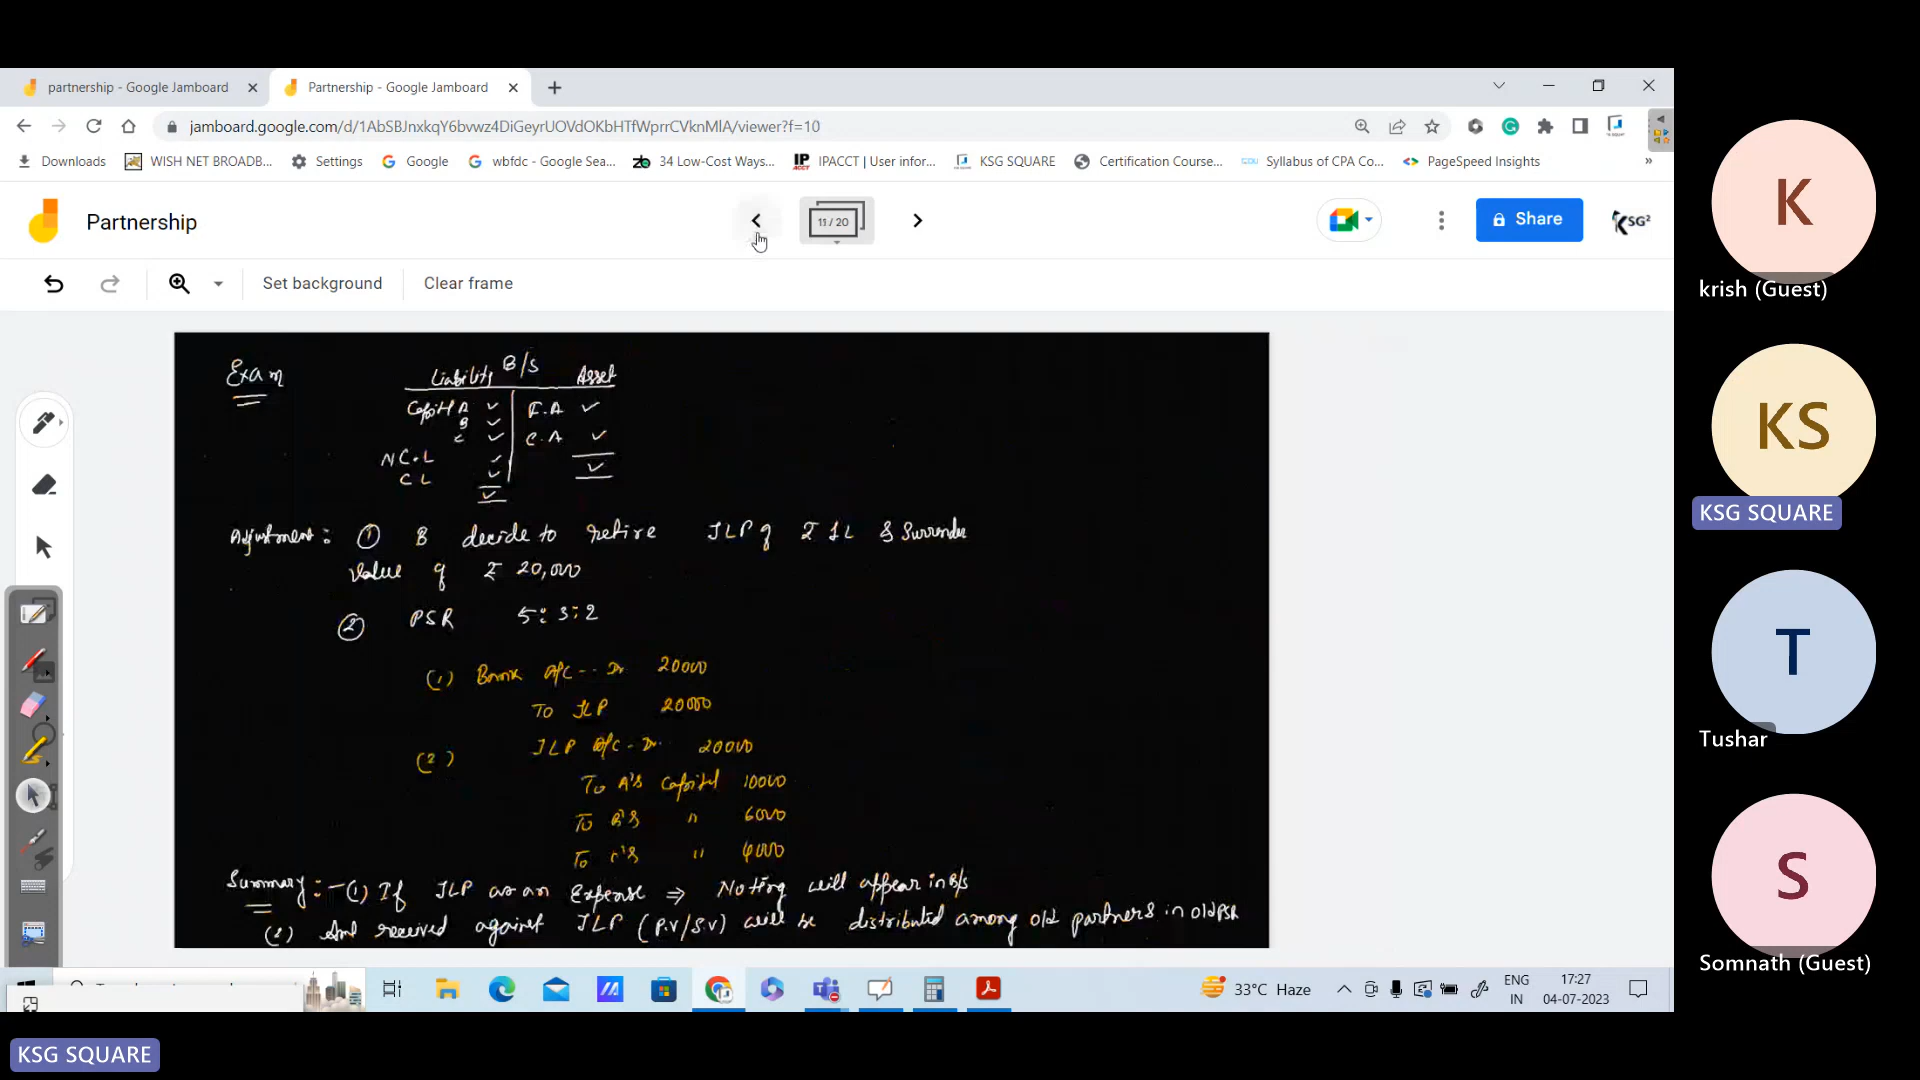 partnership - Google Jamboard
Partnership - Google Jamboard
jamboard.google.com/d/1AbSBJnxkqY6bvwz4DiGeyrUOVdOKbHTfWprrCVknMlA/viewer?f=10
Downloads WISH NET BROADB... Settings Google wbfdc - Google Sea... 34 Low-Cost Ways... IPACCT | User infor... KSG SQUARE Certification Course... Syllabus of CPA Co... PageSpeed Insights »
Partnership
11 / 20
Share
KSG²
Set background Clear frame
Exam
B/S
Liability Asset
Capital A ✓ F.A ✓
B ✓
C ✓ C.A ✓
N C.L ✓ ✓
C L ✓
✓
Adjustment: ① B decide to retire JLP of ₹ 1L & Surrender
Value of ₹ 20,000
② PSR 5:3:2
(1) Bank A/C -- Dr 20000
To JLP 20000
(2) JLP A/C - Dr. 20000
To A's Capital 10000
To B's " 6000
To C's " 4000
Summary: - (1) If JLP as an Expense ⇒ Noting will appear in B/S
(2) Amt received against JLP (P.V/S.V) will be distributed among old partners in old PSR
33°C Haze
ENG
IN
17:27
04-07-2023
K
krish (Guest)
KS
KSG SQUARE
T
Tushar
S
Somnath (Guest)
KSG SQUARE